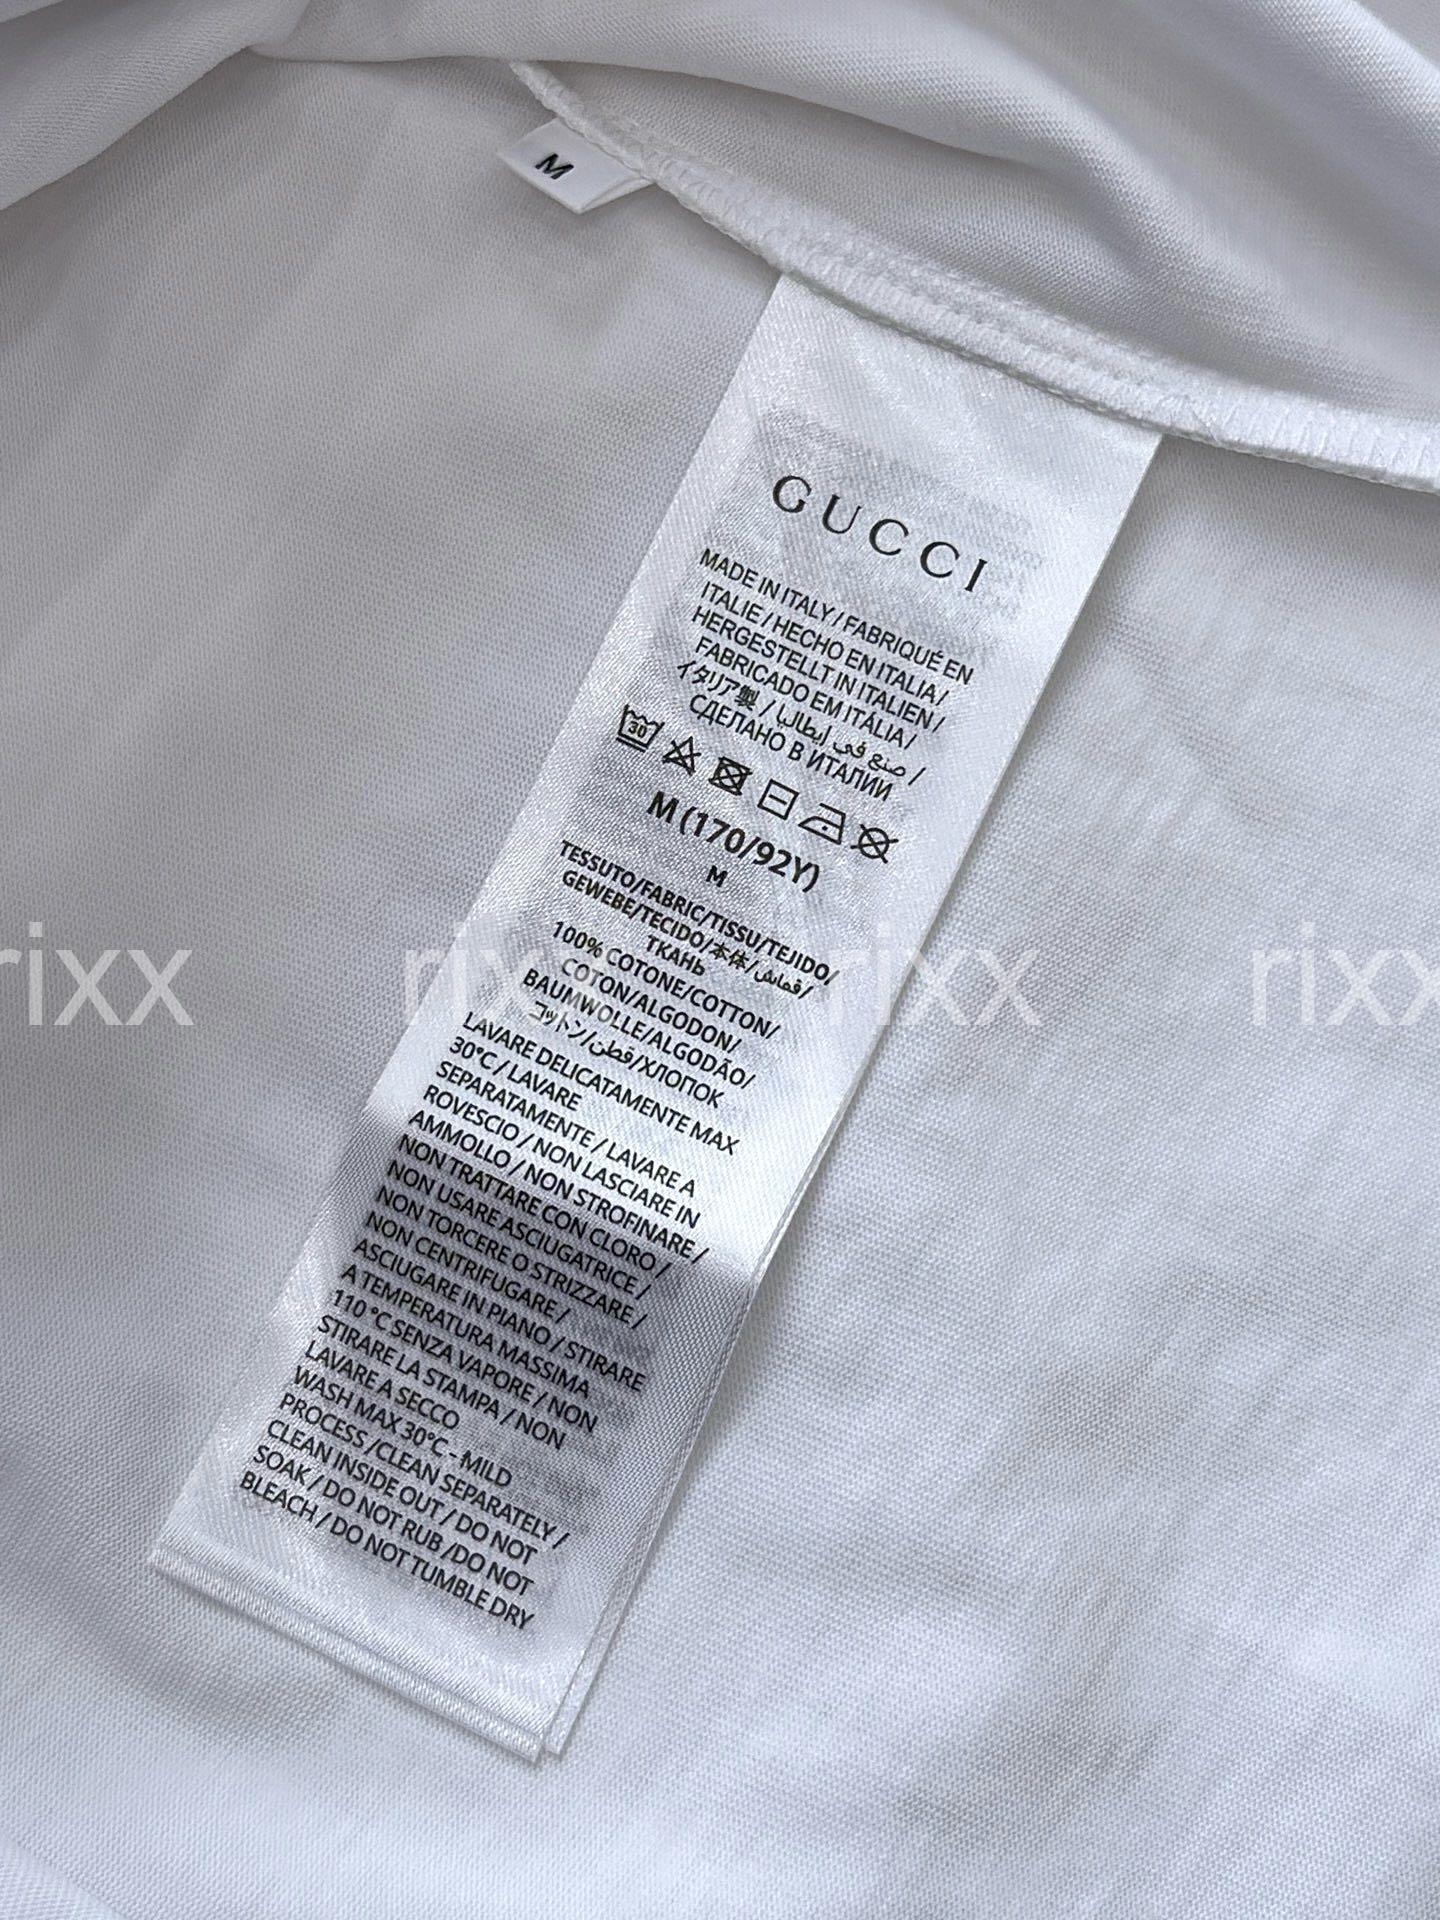 M
GUCCI
MADE IN ITALY / FABRIQUÉ EN
ITALIE / HECHO EN ITALIA /
HERGESTELLT IN ITALIEN /
FABRICADO EM ITÁLIA /
イタリア製 / صنع في إيطاليا /
СДЕЛАНО В ИТАЛИИ
30
M (170/92Y)
M
TESSUTO/FABRIC/TISSU/TEJIDO/
GEWEBE/TECIDO/本体/قماش/
ТКАНЬ
100% COTONE/COTTON/
COTON/ALGODON/
BAUMWOLLE/ALGODÃO/
コットン/قطن/ХЛОПОК
LAVARE DELICATAMENTE MAX
30°C / LAVARE
SEPARATAMENTE / LAVARE A
ROVESCIO / NON LASCIARE IN
AMMOLLO / NON STROFINARE /
NON TRATTARE CON CLORO /
NON USARE ASCIUGATRICE /
NON TORCERE O STRIZZARE /
NON CENTRIFUGARE /
ASCIUGARE IN PIANO / STIRARE
A TEMPERATURA MASSIMA
110 °C SENZA VAPORE / NON
STIRARE LA STAMPA / NON
LAVARE A SECCO
WASH MAX 30°C - MILD
PROCESS /CLEAN SEPARATELY /
CLEAN INSIDE OUT / DO NOT
SOAK / DO NOT RUB /DO NOT
BLEACH / DO NOT TUMBLE DRY
rixx rixx rixx rixx